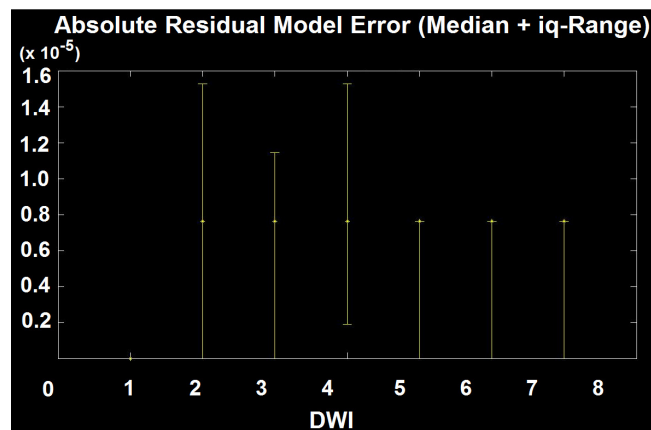 Absolute Residual Model Error (Median + iq-Range)
(x 10-5)
1.6
1.4
1.2
1.0
0.8
0.6
0.4
0.2
0 1 2 3 4 5 6 7 8
DWI